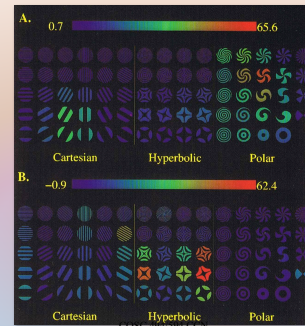 A.
0.7 65.6
Cartesian Hyperbolic Polar
B.
−0.9 62.4
Cartesian Hyperbolic Polar